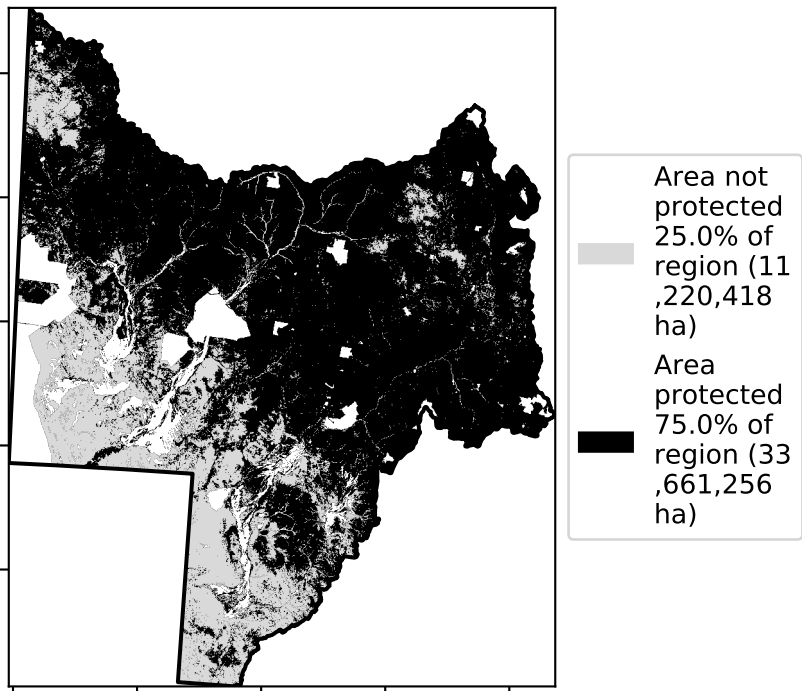 Area not
protected
25.0% of
region (11
,220,418
ha)
Area
protected
75.0% of
region (33
,661,256
ha)